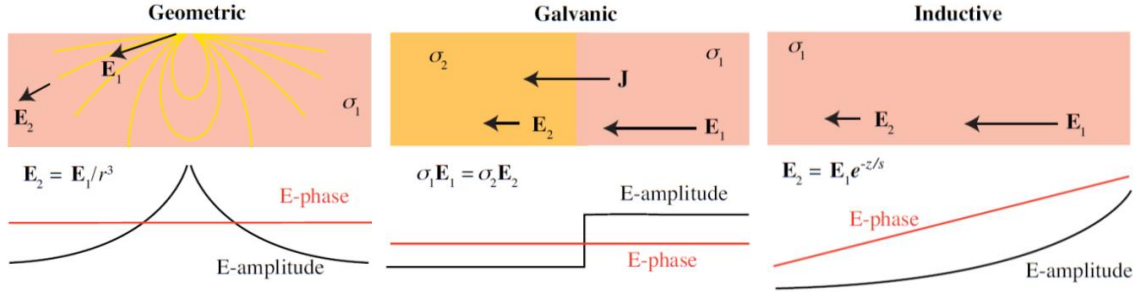 Geometric
E₁
E₂
σ₁
E₂ = E₁/r³
E-phase
E-amplitude
Galvanic
σ₂
σ₁
J
E₂
E₁
σ₁E₁ = σ₂E₂
E-amplitude
E-phase
Inductive
σ₁
E₂
E₁
E₂ = E₁e^{-z/s}
E-phase
E-amplitude